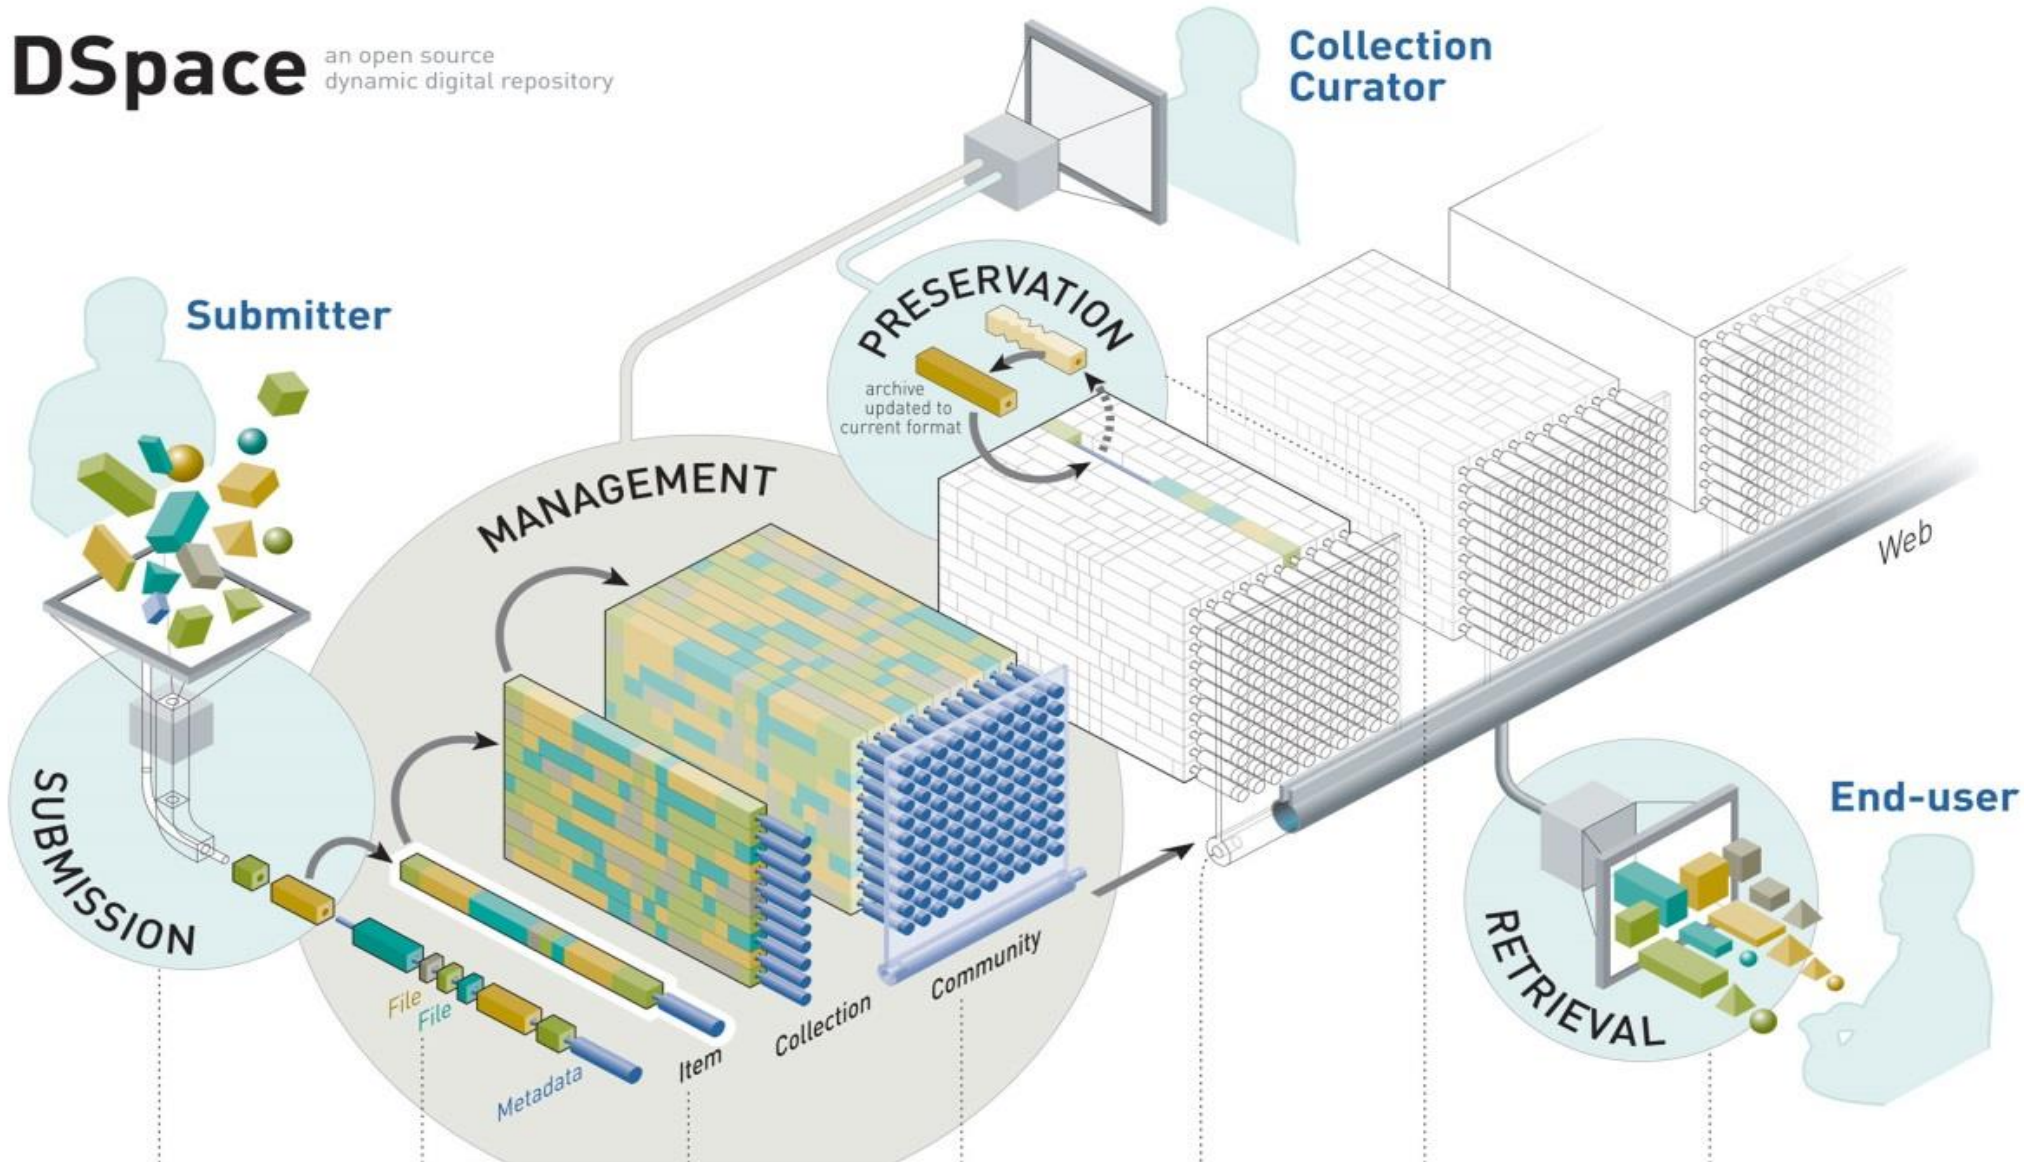 DSpace
an open source
dynamic digital repository
Collection
Curator
Submitter
PRESERVATION
archive
updated to
current format
MANAGEMENT
Web
SUBMISSION
End-user
RETRIEVAL
File
File
Metadata
Item
Collection
Community